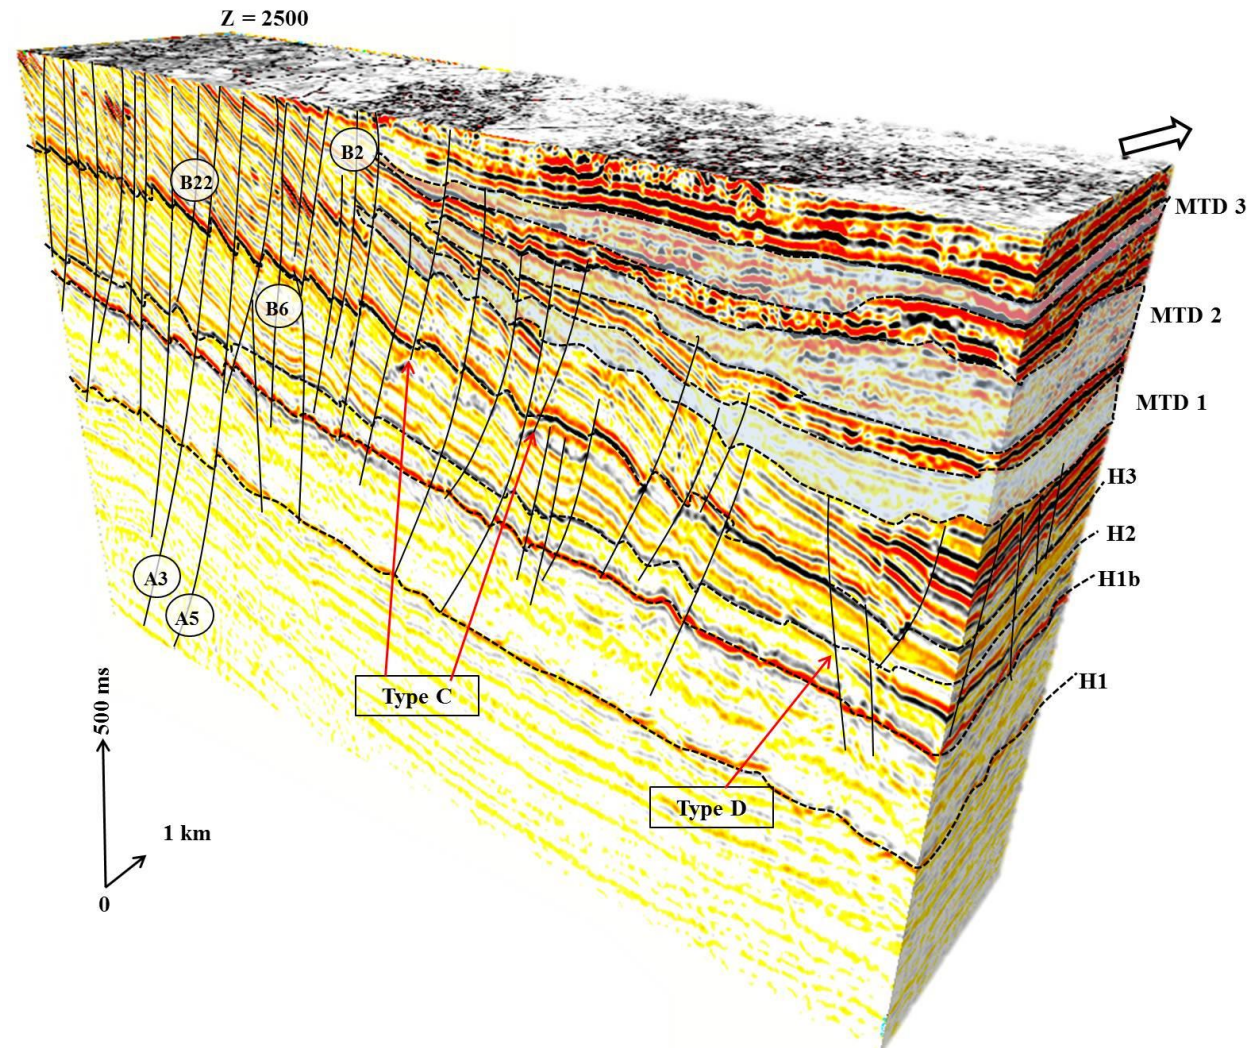 Z = 2500
B2
B22
MTD 3
B6
MTD 2
MTD 1
H3
H2
H1b
A3
A5
H1
Type C
500 ms
Type D
1 km
0